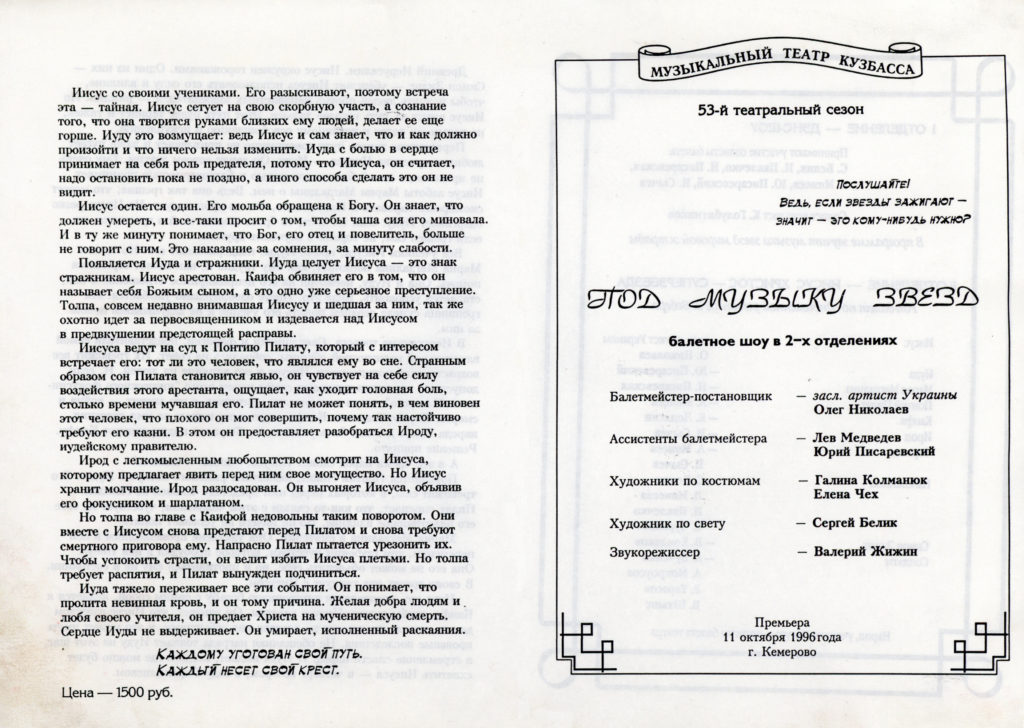 Иисус со своими учениками. Его разыскивают, поэтому встреча
эта — тайная. Иисус сетует на свою скорбную участь, а сознание
того, что она творится руками близких ему людей, делает ее еще
горше. Иуду это возмущает: ведь Иисус и сам знает, что и как должно
произойти и что ничего нельзя изменить. Иуда с болью в сердце
принимает на себя роль предателя, потому что Иисуса, он считает,
надо остановить пока не поздно, а иного способа сделать это он не
видит.
Иисус остается один. Его мольба обращена к Богу. Он знает, что
должен умереть, и все-таки просит о том, чтобы чаша сия его миновала.
И в ту же минуту понимает, что Бог, его отец и повелитель, больше
не говорит с ним. Это наказание за сомнения, за минуту слабости.
Появляется Иуда и стражники. Иуда целует Иисуса — это знак
стражникам. Иисус арестован. Каифа обвиняет его в том, что он
называет себя Божьим сыном, а это одно уже серьезное преступление.
Толпа, совсем недавно внимавшая Иисусу и шедшая за ним, так же
охотно идет за первосвященником и издевается над Иисусом
в предвкушении предстоящей расправы.
Иисуса ведут на суд к Понтию Пилату, который с интересом
встречает его: тот ли это человек, что являлся ему во сне. Странным
образом сон Пилата становится явью, он чувствует на себе силу
воздействия этого арестанта, ощущает, как уходит головная боль,
столько времени мучавшая его. Пилат не может понять, в чем виновен
этот человек, что плохого он мог совершить, почему так настойчиво
требуют его казни. В этом он предоставляет разобраться Ироду,
иудейскому правителю.
Ирод с легкомысленным любопытством смотрит на Иисуса,
которому предлагает явить перед ним свое могущество. Но Иисус
хранит молчание. Ирод раздосадован. Он выгоняет Иисуса, объявив
его фокусником и шарлатаном.
Но толпа во главе с Каифой недовольны таким поворотом. Они
вместе с Иисусом снова предстают перед Пилатом и снова требуют
смертного приговора ему. Напрасно Пилат пытается урезонить их.
Чтобы успокоить страсти, он велит избить Иисуса плетьми. Но толпа
требует распятия, и Пилат вынужден подчиниться.
Иуда тяжело переживает все эти события. Он понимает, что
пролита невинная кровь, и он тому причина. Желая добра людям и
любя своего учителя, он предает Христа на мученическую смерть.
Сердце Иуды не выдерживает. Он умирает, исполненный раскаяния.
КАЖДОМУ УГОГОВАН СВОЙ ПУТЬ.
КАЖДЫЙ НЕСЕТ СВОЙ КРЕСТ.
Цена — 1500 руб.
МУЗЫКАЛЬНЫЙ ТЕАТР КУЗБАССА
53-й театральный сезон
ПОСЛУШАЙТЕ!
ВЕДЬ, ЕСЛИ ЗВЕЗДЫ ЗАЖИГАЮТ —
ЗНАЧИТ — ЭТО КОМУ-НИБУДЬ НУЖНО?
ПОД МУЗЫКУ ЗВЕЗД
балетное шоу в 2-х отделениях
Балетмейстер-постановщик — засл. артист Украины
Олег Николаев
Ассистенты балетмейстера — Лев Медведев
Юрий Писаревский
Художники по костюмам — Галина Колманюк
Елена Чех
Художник по свету — Сергей Белик
Звукорежиссер — Валерий Жижин
Премьера
11 октября 1996 года
г. Кемерово